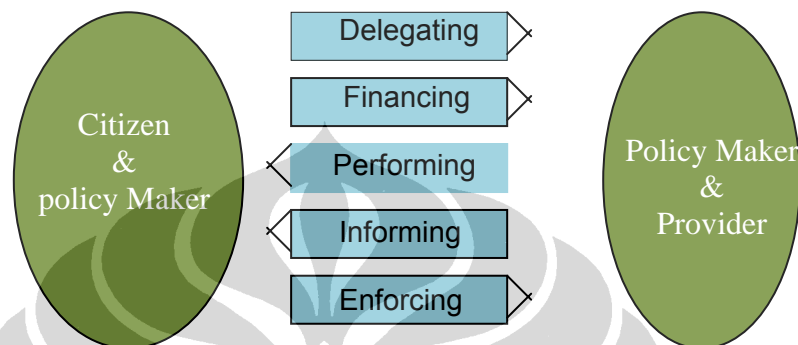 Citizen
&
policy Maker
Delegating
Financing
Performing
Informing
Enforcing
Policy Maker
&
Provider